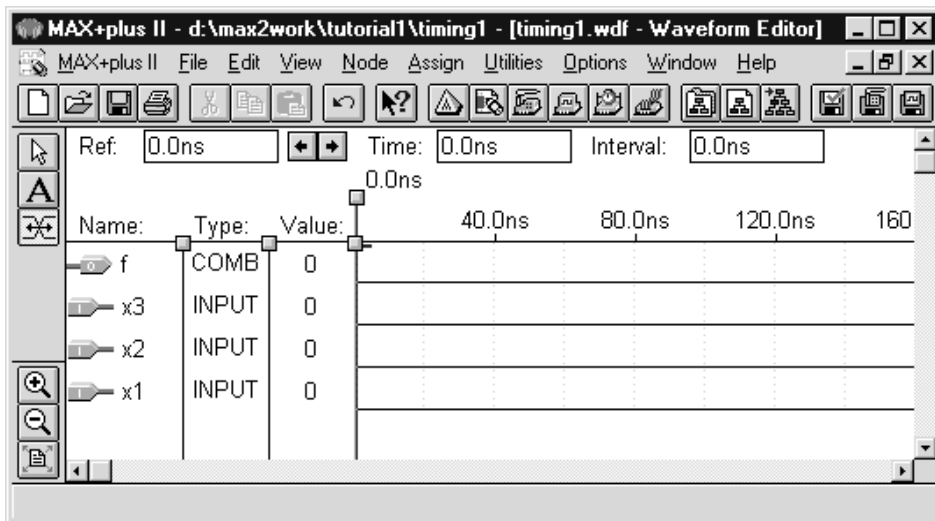 MAX+plus II - d:\max2work\tutorial1\timing1 - [timing1.wdf - Waveform Editor]
MAX+plus II File Edit View Node Assign Utilities Options Window Help
Ref: 0.0ns Time: 0.0ns Interval: 0.0ns
0.0ns
Name: Type: Value: 40.0ns 80.0ns 120.0ns 160
f COMB 0
x3 INPUT 0
x2 INPUT 0
x1 INPUT 0